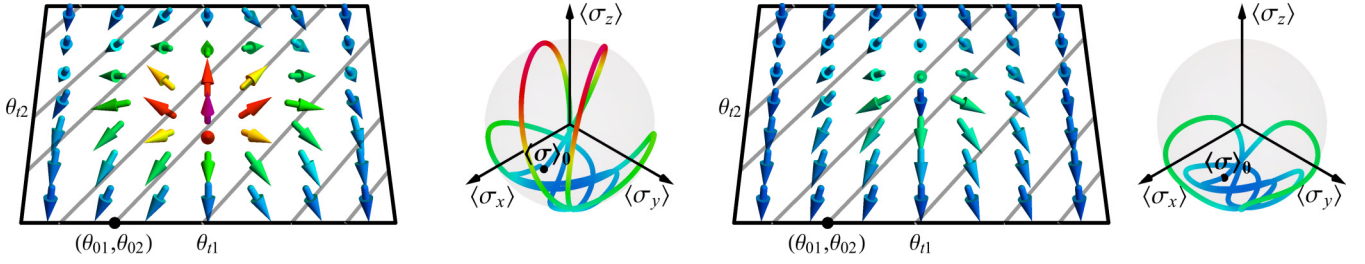 ⟨σz⟩
θt2
⟨σ⟩0
⟨σx⟩
⟨σy⟩
(θ01,θ02)
θt1
⟨σz⟩
θt2
⟨σ⟩0
⟨σx⟩
⟨σy⟩
(θ01,θ02)
θt1